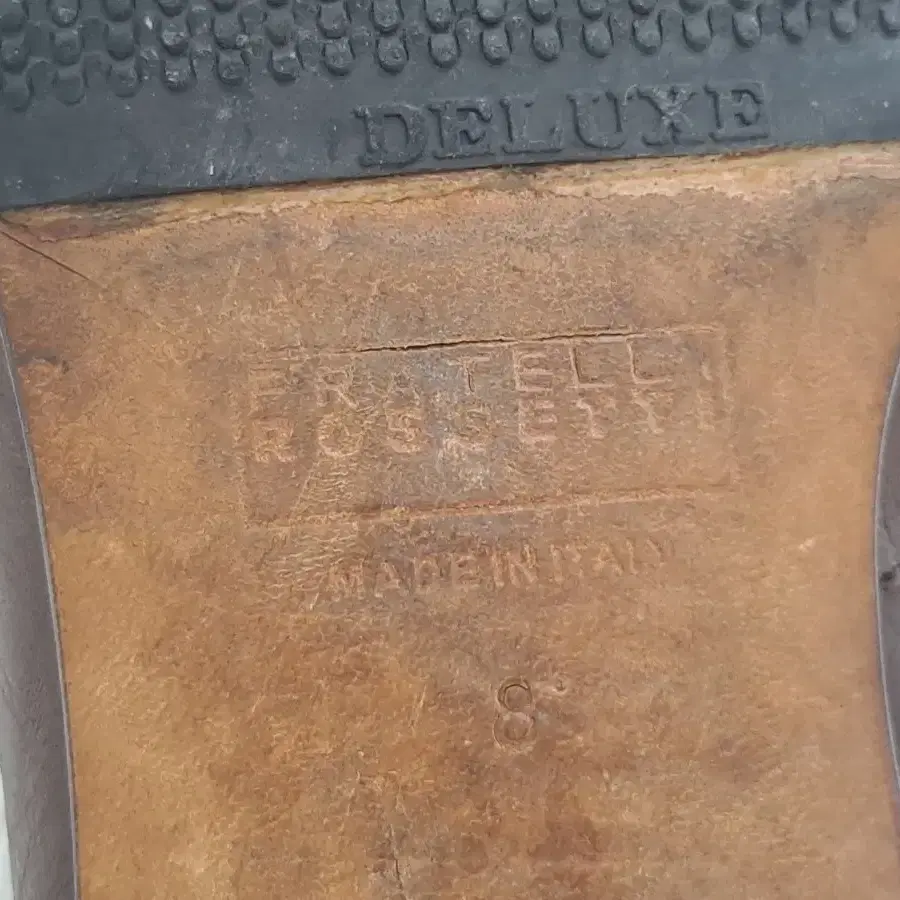 DELUXE
FRATELLI
ROSSETTI
MADE IN ITALY
8